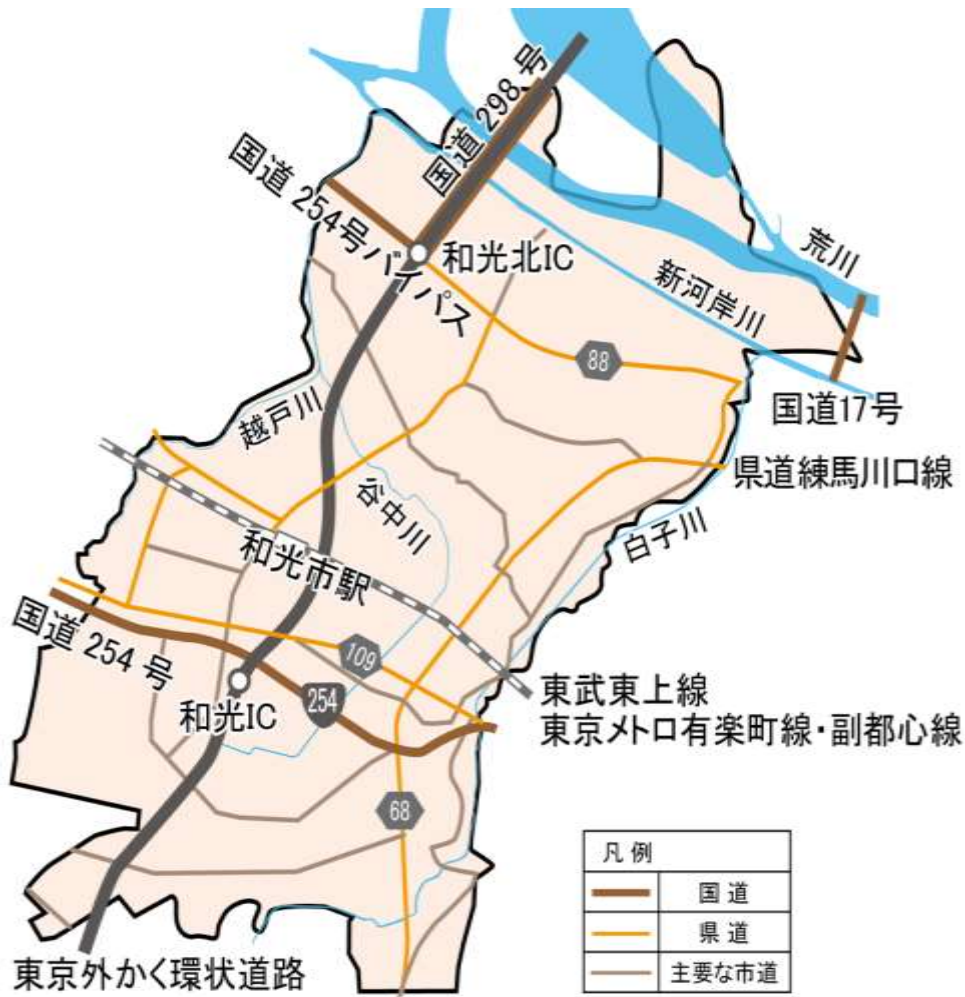 国道 298 号
国道 254号バイパス
和光北IC
荒川
新河岸川
88
国道17号
越戸川
県道練馬川口線
谷中川
白子川
和光市駅
国道 254 号
109
254
和光IC
東武東上線
東京メトロ有楽町線・副都心線
68
東京外かく環状道路
凡 例
国 道
県 道
主要な市道